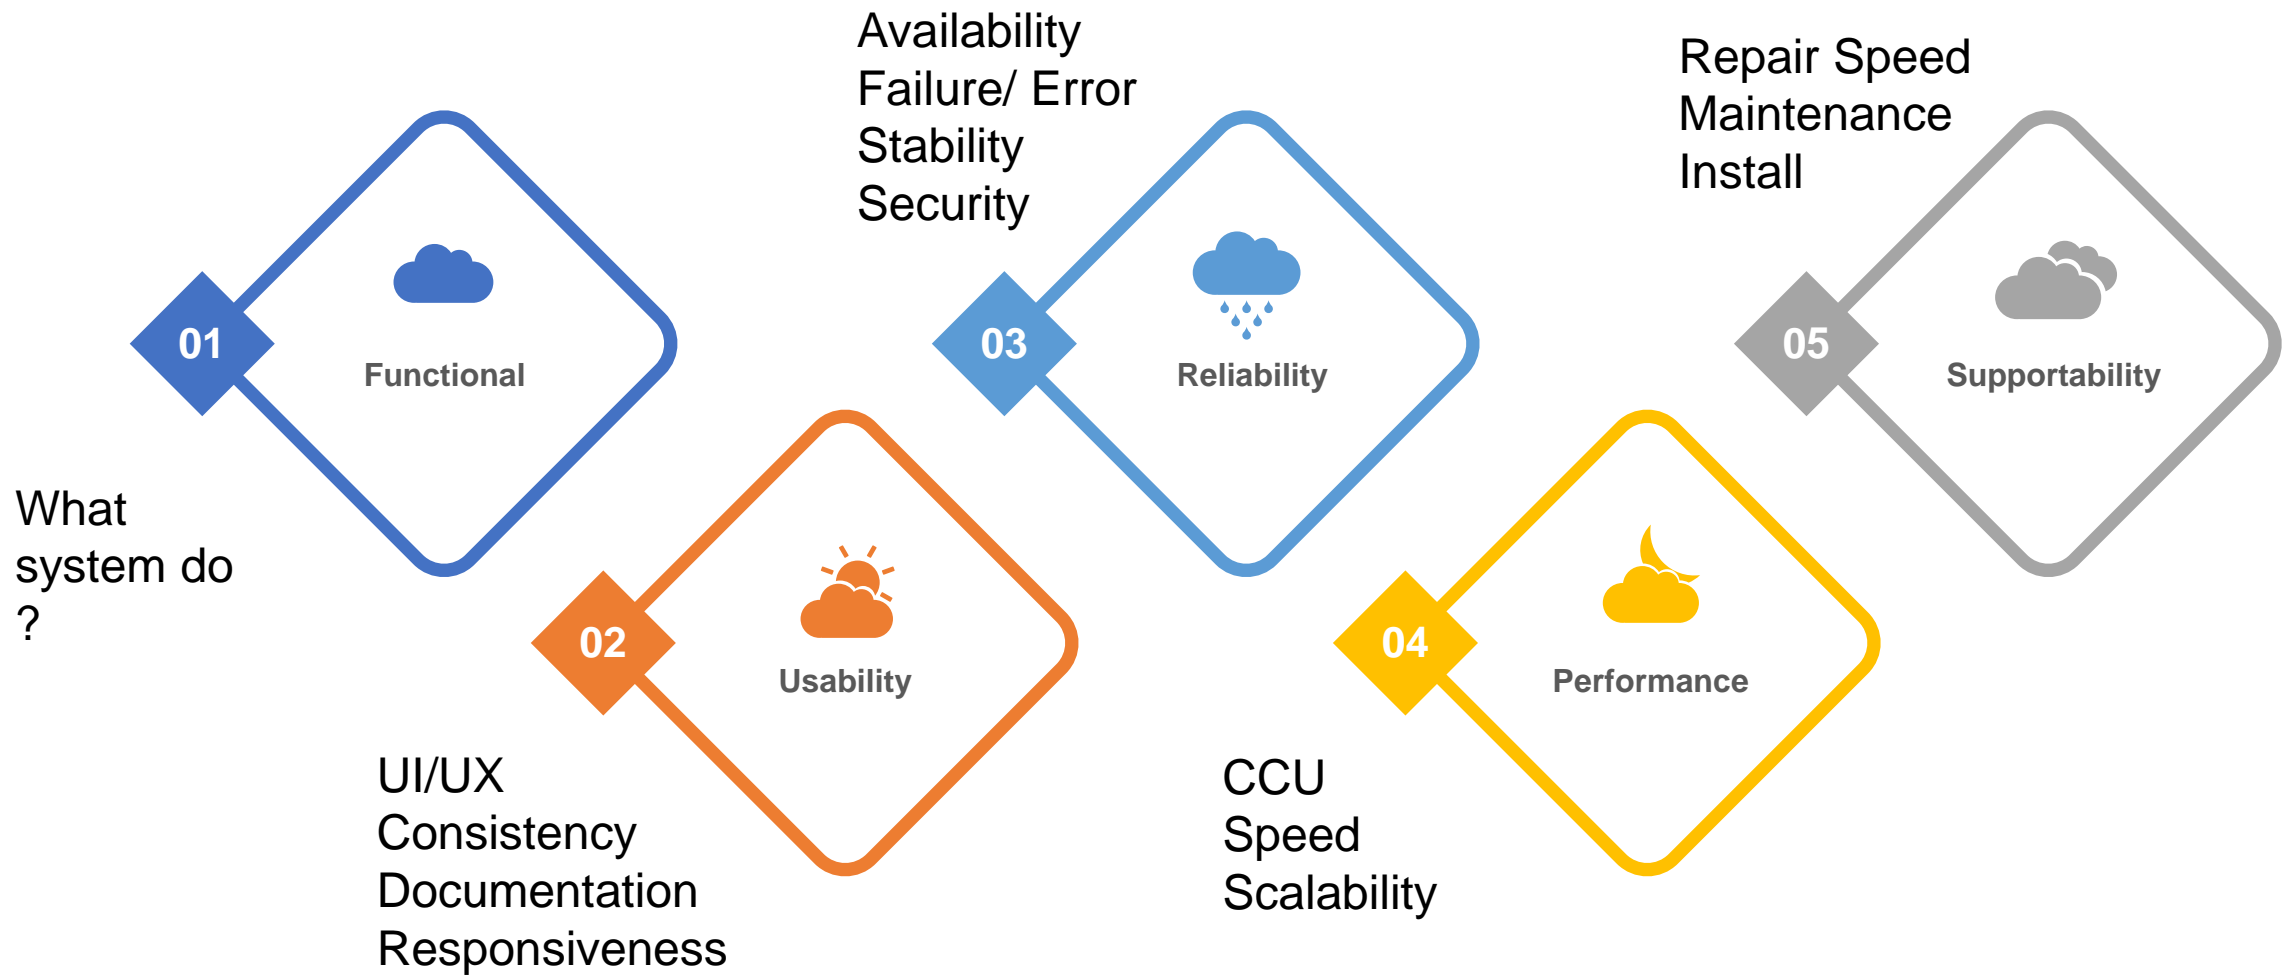 01
Functional
What
system do
?
02
Usability
UI/UX
Consistency
Documentation
Responsiveness
03
Reliability
Availability
Failure/ Error
Stability
Security
04
Performance
CCU
Speed
Scalability
05
Supportability
Repair Speed
Maintenance
Install